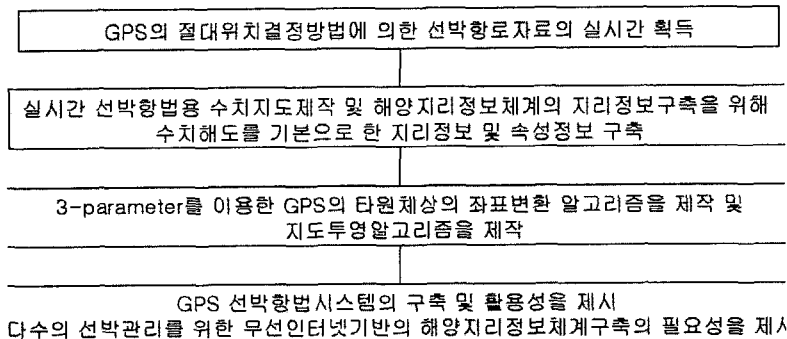 GPS의 절대위치결정방법에 의한 선박항로자료의 실시간 획득
실시간 선박항법용 수치지도제작 및 해양지리정보체계의 지리정보구축을 위해
수치해도를 기본으로 한 지리정보 및 속성정보 구축
3-parameter를 이용한 GPS의 타원체상의 좌표변환 알고리즘을 제작 및
지도투영알고리즘을 제작
GPS 선박항법시스템의 구축 및 활용성을 제시
다수의 선박관리를 위한 무선인터넷기반의 해양지리정보체계구축의 필요성을 제시